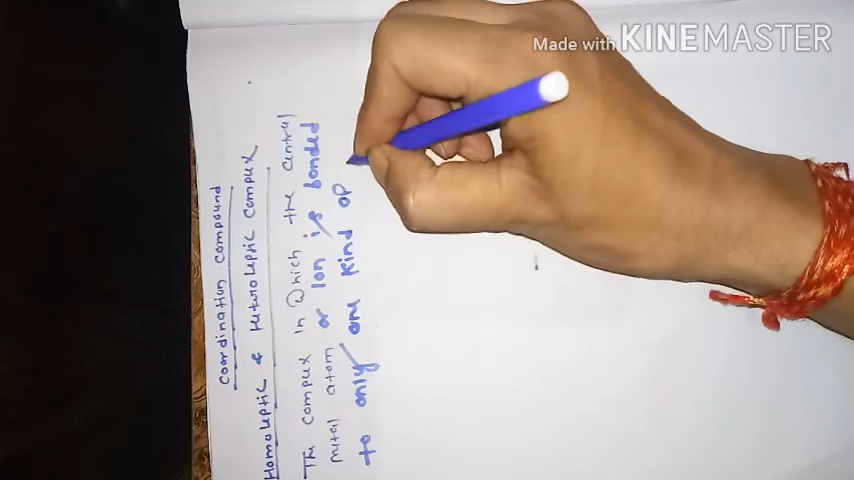 Made with KINEMASTER
coordination compound
Homoleptic & Heteroleptic complex
The complex in which the central
metal atom or Ion is bonded
to only one kind of